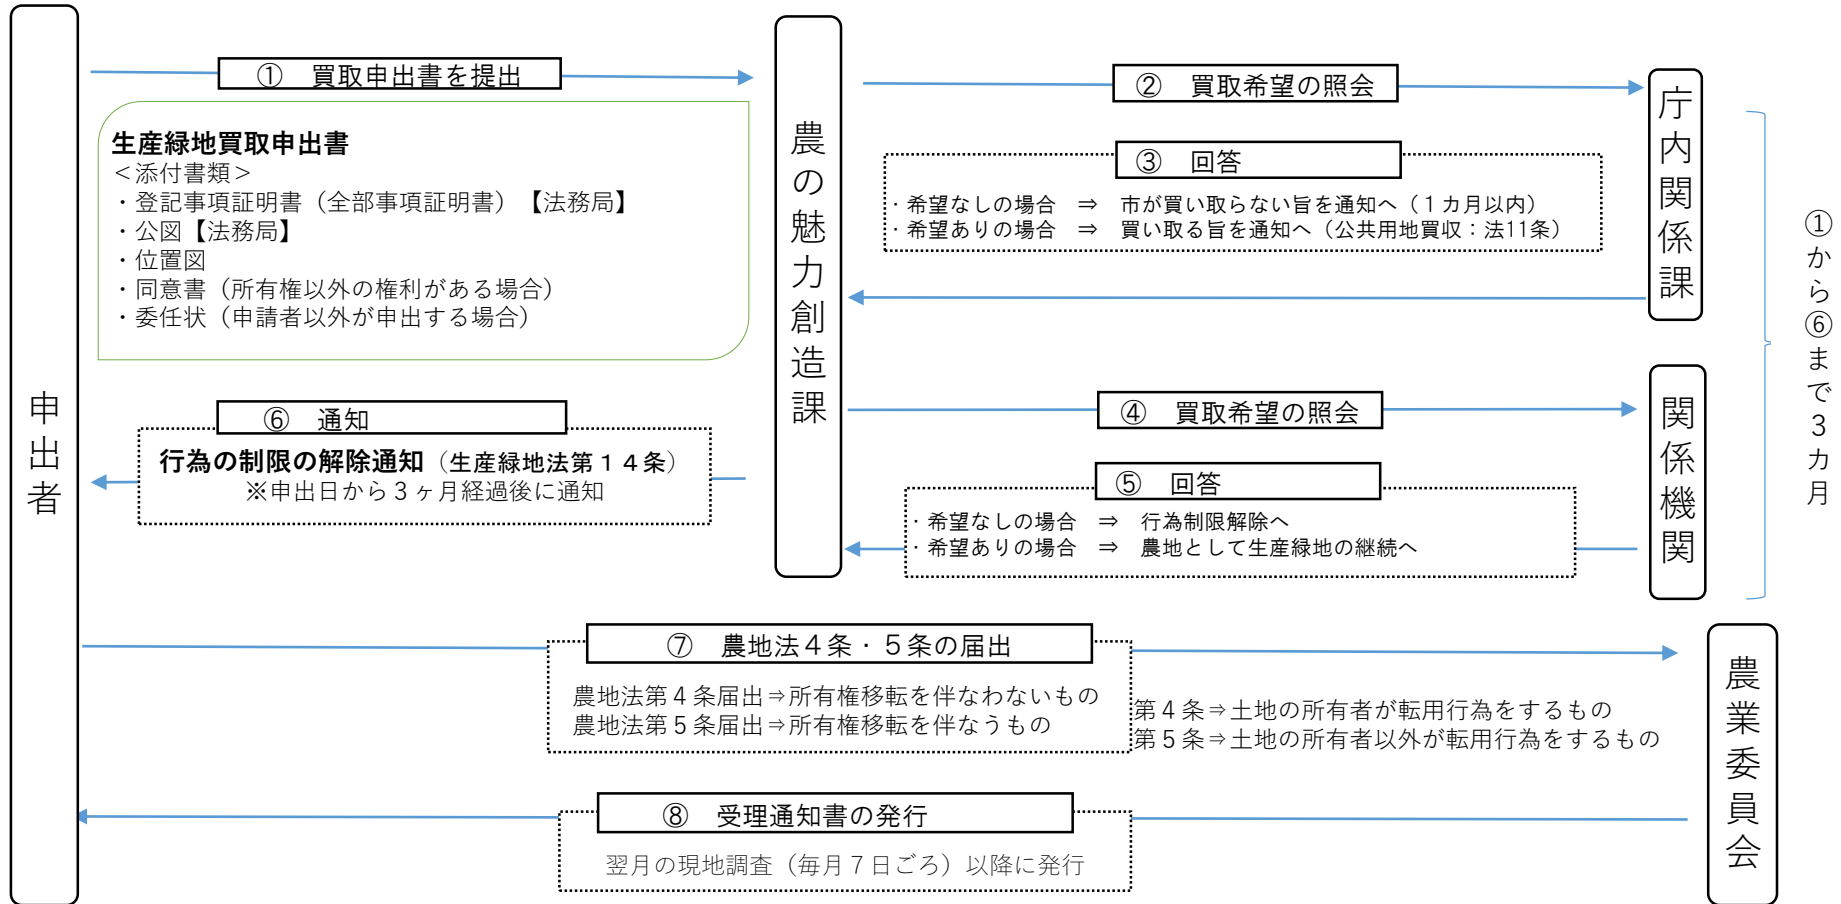 申出者
① 買取申出書を提出
生産緑地買取申出書
＜添付書類＞
・登記事項証明書（全部事項証明書）【法務局】
・公図【法務局】
・位置図
・同意書（所有権以外の権利がある場合）
・委任状（申請者以外が申出する場合）
農の魅力創造課
② 買取希望の照会
③ 回答
・希望なしの場合 ⇒ 市が買い取らない旨を通知へ（１カ月以内）
・希望ありの場合 ⇒ 買い取る旨を通知へ（公共用地買収：法11条）
庁内関係課
①から⑥まで３カ月
④ 買取希望の照会
⑤ 回答
・希望なしの場合 ⇒ 行為制限解除へ
・希望ありの場合 ⇒ 農地として生産緑地の継続へ
関係機関
⑥ 通知
行為の制限の解除通知（生産緑地法第１４条）
※申出日から３ヶ月経過後に通知
⑦ 農地法４条・５条の届出
農地法第４条届出⇒所有権移転を伴なわないもの
農地法第５条届出⇒所有権移転を伴なうもの
第４条⇒土地の所有者が転用行為をするもの
第５条⇒土地の所有者以外が転用行為をするもの
農業委員会
⑧ 受理通知書の発行
翌月の現地調査（毎月７日ごろ）以降に発行